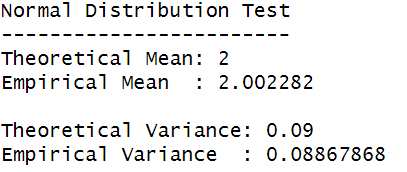 Normal Distribution Test
------------------------
Theoretical Mean: 2
Empirical Mean  : 2.002282

Theoretical Variance: 0.09
Empirical Variance  : 0.08867868